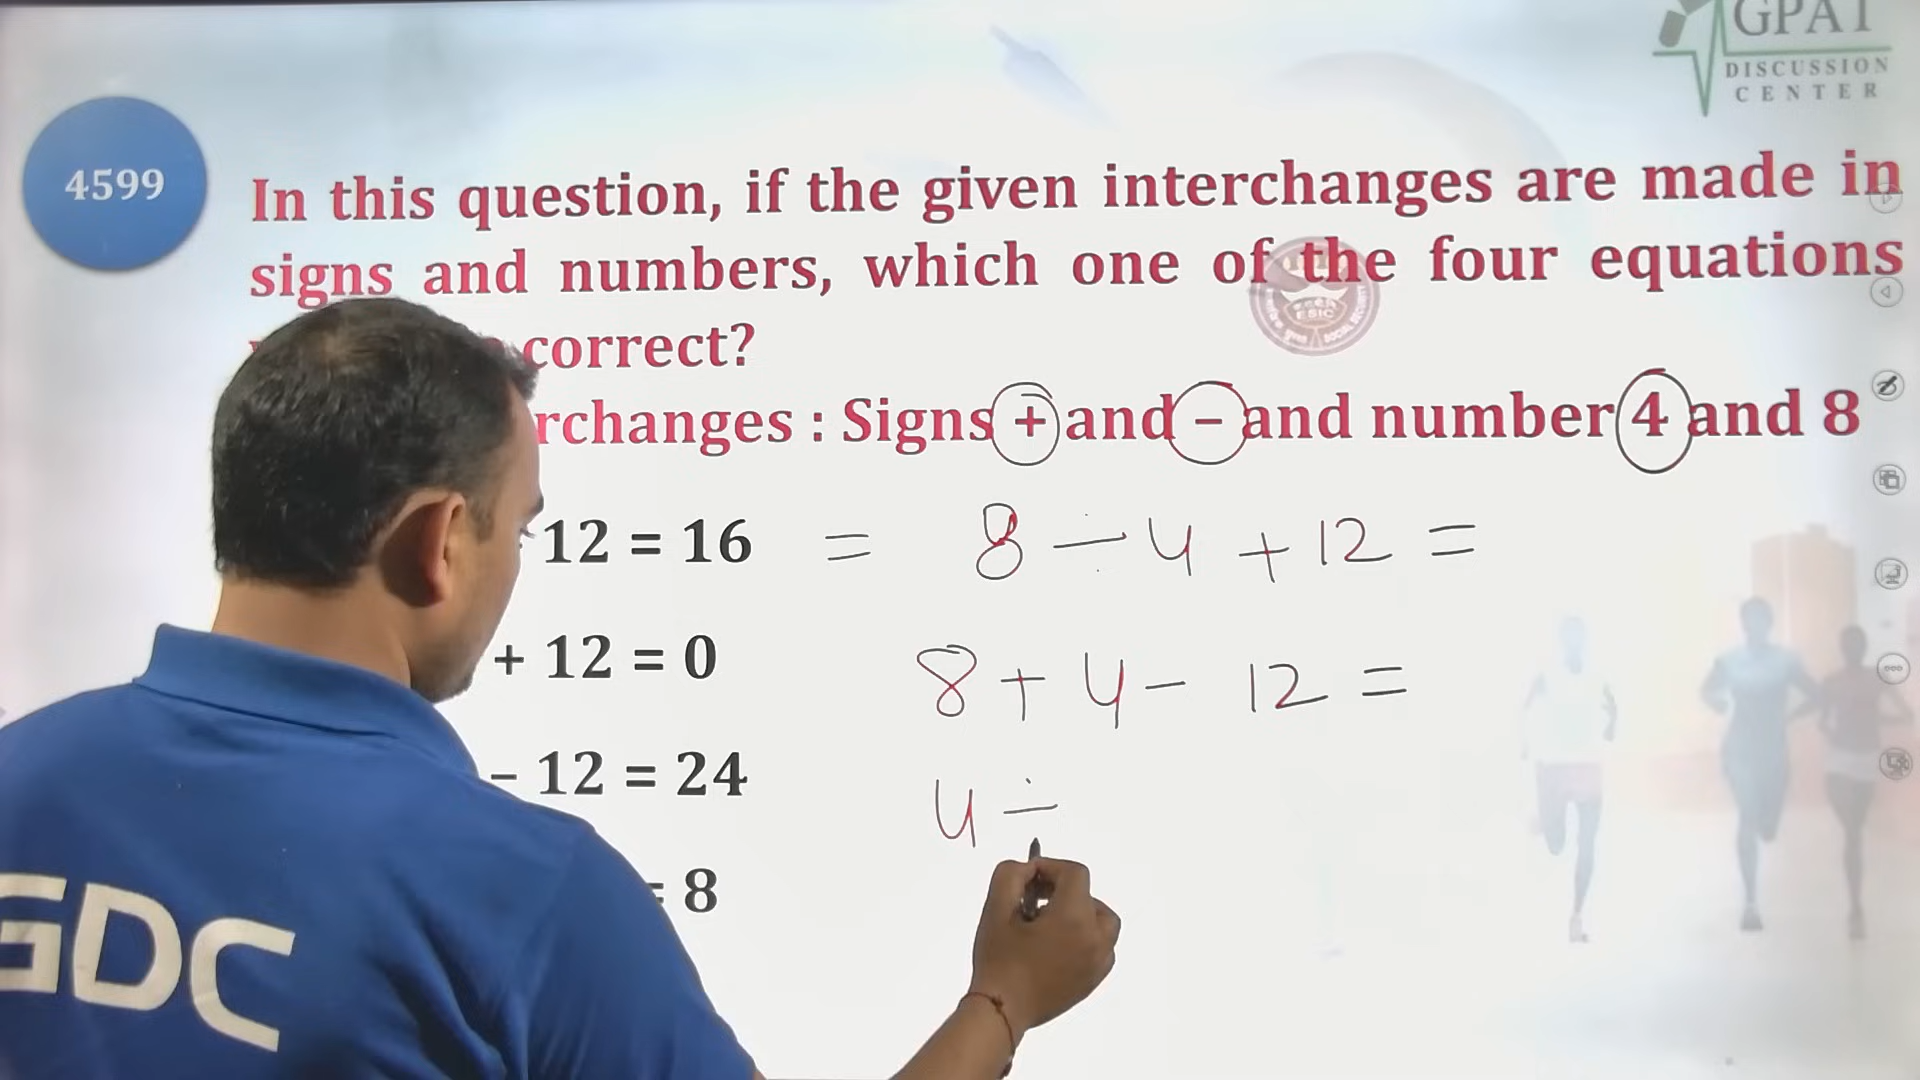 GPAT
DISCUSSION
CENTER
4599
In this question, if the given interchanges are made in
signs and numbers, which one of the four equations
correct?
rchanges : Signs + and – and number 4 and 8
12 = 16 = 8 ÷ 4 + 12 =
+ 12 = 0 8 + 4 - 12 =
– 12 = 24 4 ÷
= 8
GDC
ESIC